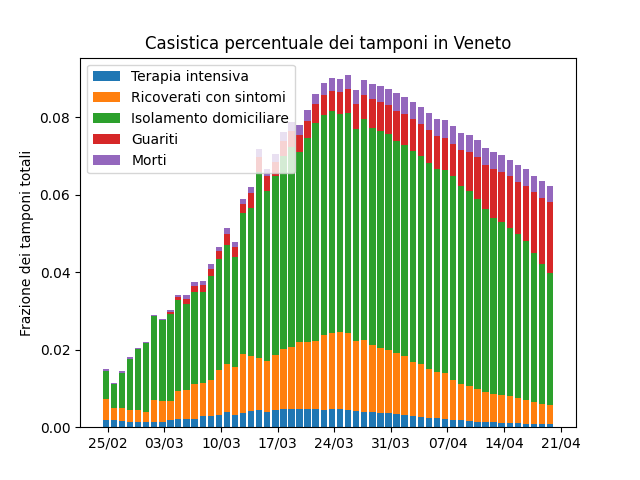 Casistica percentuale dei tamponi in Veneto
Terapia intensiva
Ricoverati con sintomi
Isolamento domiciliare
Guariti
Morti
Frazione dei tamponi totali
0.08
0.06
0.04
0.02
0.00
25/02 03/03 10/03 17/03 24/03 31/03 07/04 14/04 21/04